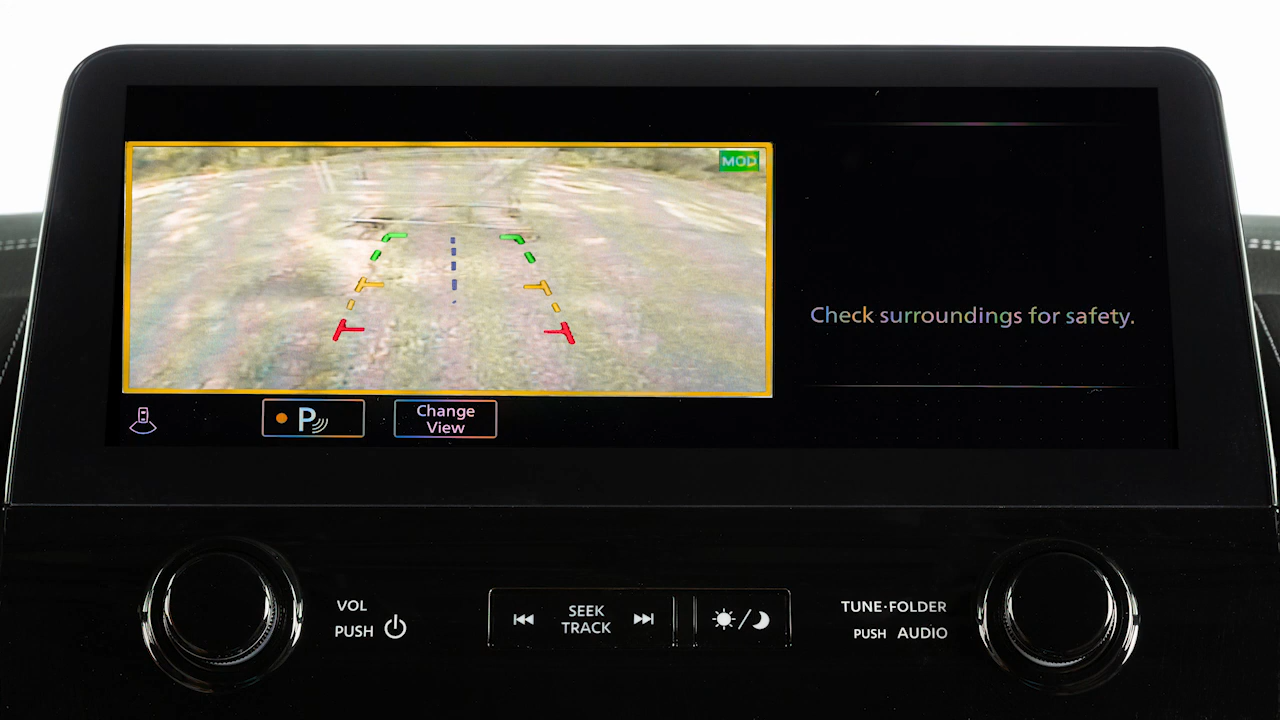 MOD
Check surroundings for safety.
P
Change
View
VOL
PUSH
SEEK
TRACK
TUNE·FOLDER
PUSH AUDIO